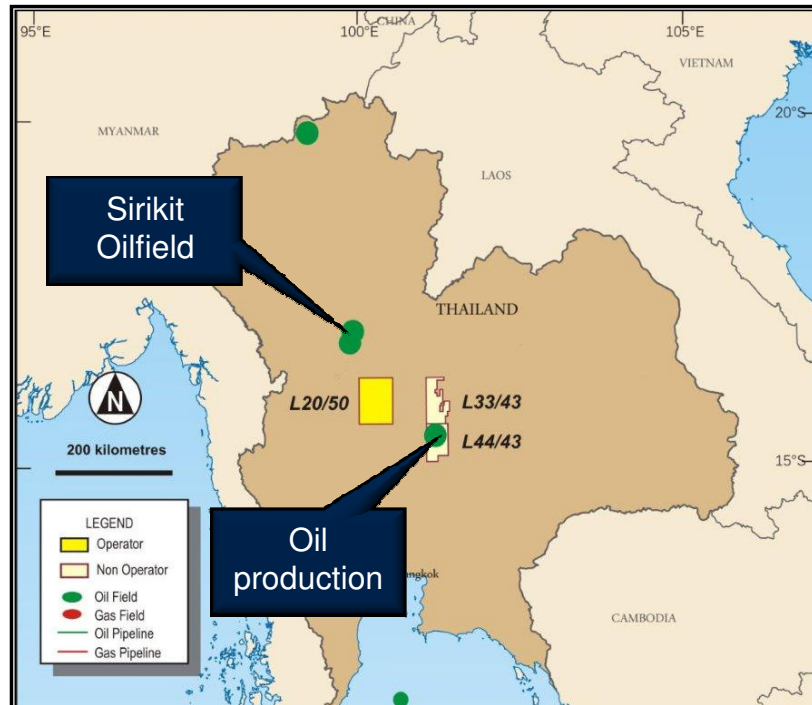 95°E
100°E
105°E
CHINA
VIETNAM
MYANMAR
20°S
LAOS
Sirikit
Oilfield
THAILAND
L20/50
L33/43
L44/43
N
200 kilometres
15°S
LEGEND
Operator
Non Operator
Oil Field
Gas Field
Oil Pipeline
Gas Pipeline
Oil
production
ngkok
CAMBODIA